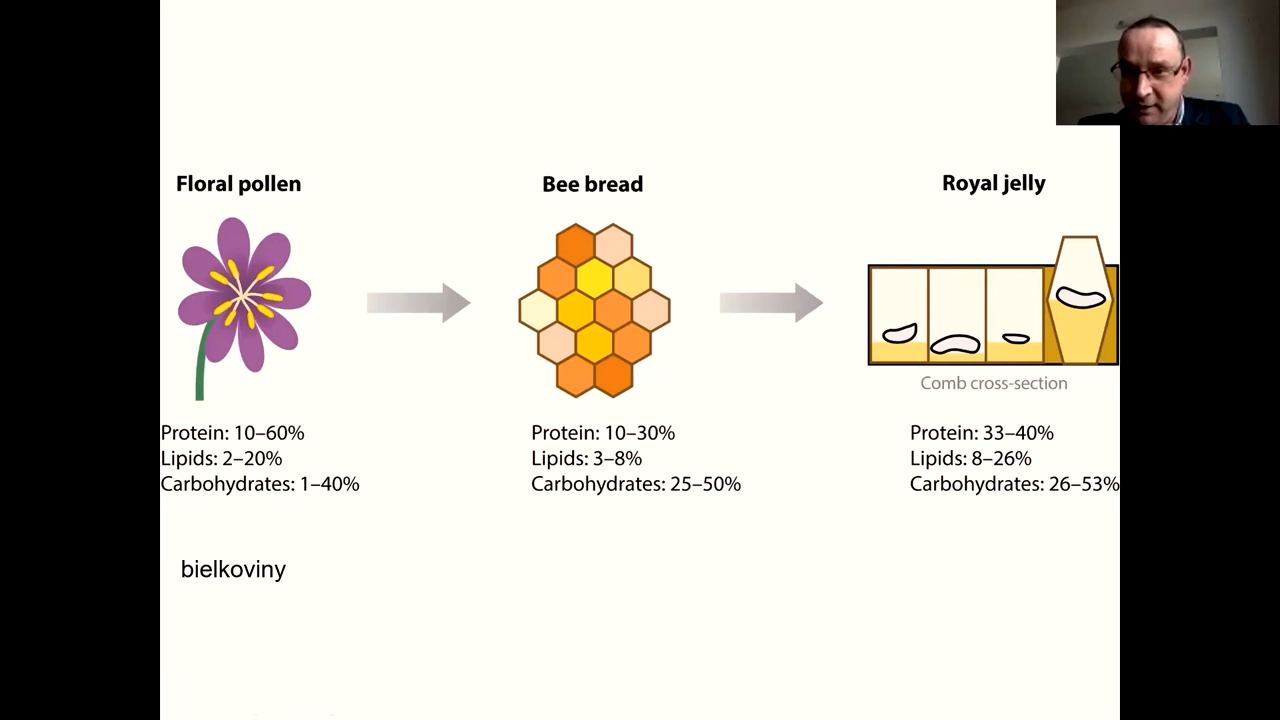 Floral pollen
Bee bread
Royal jelly
Comb cross-section
Protein: 10–60%
Lipids: 2–20%
Carbohydrates: 1–40%
Protein: 10–30%
Lipids: 3–8%
Carbohydrates: 25–50%
Protein: 33–40%
Lipids: 8–26%
Carbohydrates: 26–53%
bielkoviny